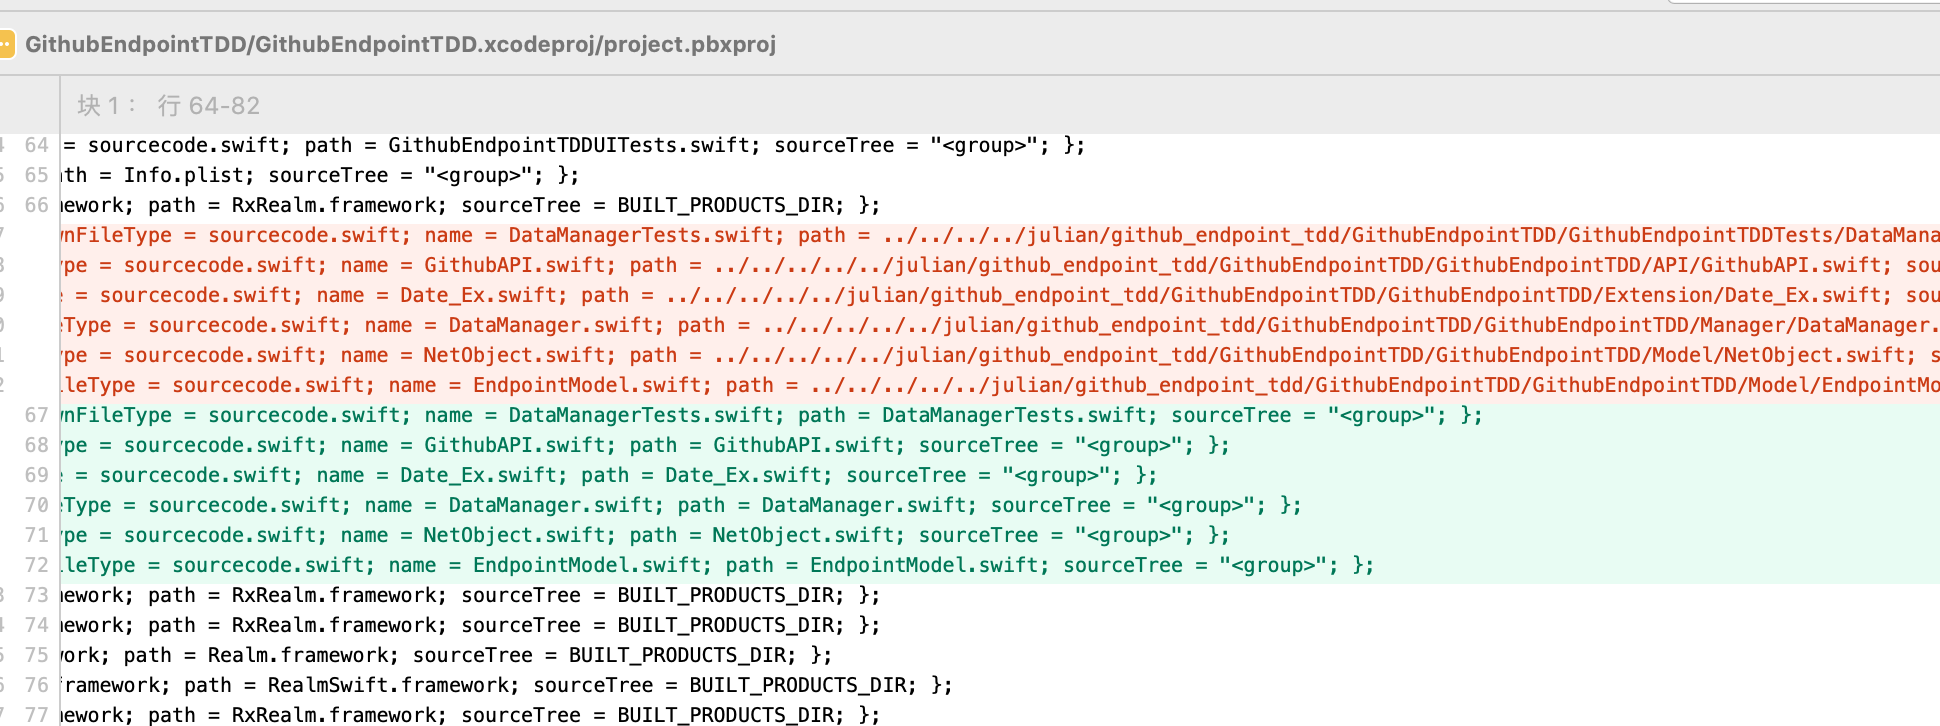 GithubEndpointTDD/GithubEndpointTDD.xcodeproj/project.pbxproj
块 1： 行 64-82
64 = sourcecode.swift; path = GithubEndpointTDDUITests.swift; sourceTree = "<group>"; };
65 th = Info.plist; sourceTree = "<group>"; };
66 ework; path = RxRealm.framework; sourceTree = BUILT_PRODUCTS_DIR; };
nFileType = sourcecode.swift; name = DataManagerTests.swift; path = ../../../../julian/github_endpoint_tdd/GithubEndpointTDD/GithubEndpointTDDTests/DataMana
pe = sourcecode.swift; name = GithubAPI.swift; path = ../../../../../julian/github_endpoint_tdd/GithubEndpointTDD/GithubEndpointTDD/API/GithubAPI.swift; sou
= sourcecode.swift; name = Date_Ex.swift; path = ../../../../../julian/github_endpoint_tdd/GithubEndpointTDD/GithubEndpointTDD/Extension/Date_Ex.swift; sou
Type = sourcecode.swift; name = DataManager.swift; path = ../../../../../julian/github_endpoint_tdd/GithubEndpointTDD/GithubEndpointTDD/Manager/DataManager.
pe = sourcecode.swift; name = NetObject.swift; path = ../../../../../julian/github_endpoint_tdd/GithubEndpointTDD/GithubEndpointTDD/Model/NetObject.swift; s
leType = sourcecode.swift; name = EndpointModel.swift; path = ../../../../../julian/github_endpoint_tdd/GithubEndpointTDD/GithubEndpointTDD/Model/EndpointMo
67 nFileType = sourcecode.swift; name = DataManagerTests.swift; path = DataManagerTests.swift; sourceTree = "<group>"; };
68 pe = sourcecode.swift; name = GithubAPI.swift; path = GithubAPI.swift; sourceTree = "<group>"; };
69 = sourcecode.swift; name = Date_Ex.swift; path = Date_Ex.swift; sourceTree = "<group>"; };
70 Type = sourcecode.swift; name = DataManager.swift; path = DataManager.swift; sourceTree = "<group>"; };
71 pe = sourcecode.swift; name = NetObject.swift; path = NetObject.swift; sourceTree = "<group>"; };
72 leType = sourcecode.swift; name = EndpointModel.swift; path = EndpointModel.swift; sourceTree = "<group>"; };
73 ework; path = RxRealm.framework; sourceTree = BUILT_PRODUCTS_DIR; };
74 ework; path = RxRealm.framework; sourceTree = BUILT_PRODUCTS_DIR; };
75 ork; path = Realm.framework; sourceTree = BUILT_PRODUCTS_DIR; };
76 ramework; path = RealmSwift.framework; sourceTree = BUILT_PRODUCTS_DIR; };
77 ework; path = RxRealm.framework; sourceTree = BUILT_PRODUCTS_DIR; };